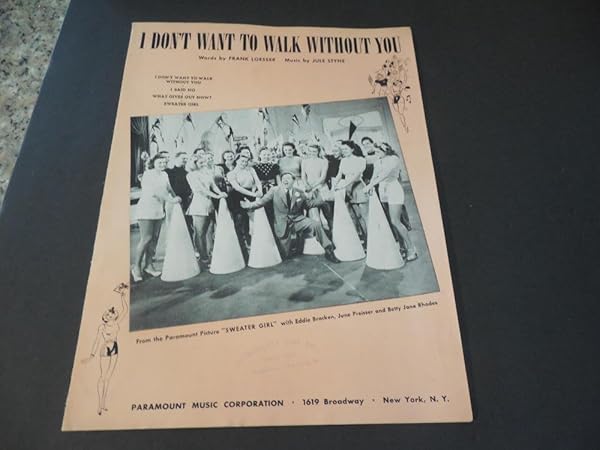 I DON'T WANT TO WALK WITHOUT YOU
Words by FRANK LOESSER Music by JULE STYNE
I DON'T WANT TO WALK
WITHOUT YOU
I SAID NO
WHAT GIVES OUT NOW?
SWEATER GIRL
From the Paramount Picture "SWEATER GIRL" with Eddie Bracken, June Preisser and Betty Jane Rhodes
PARAMOUNT MUSIC CORPORATION • 1619 Broadway • New York, N. Y.